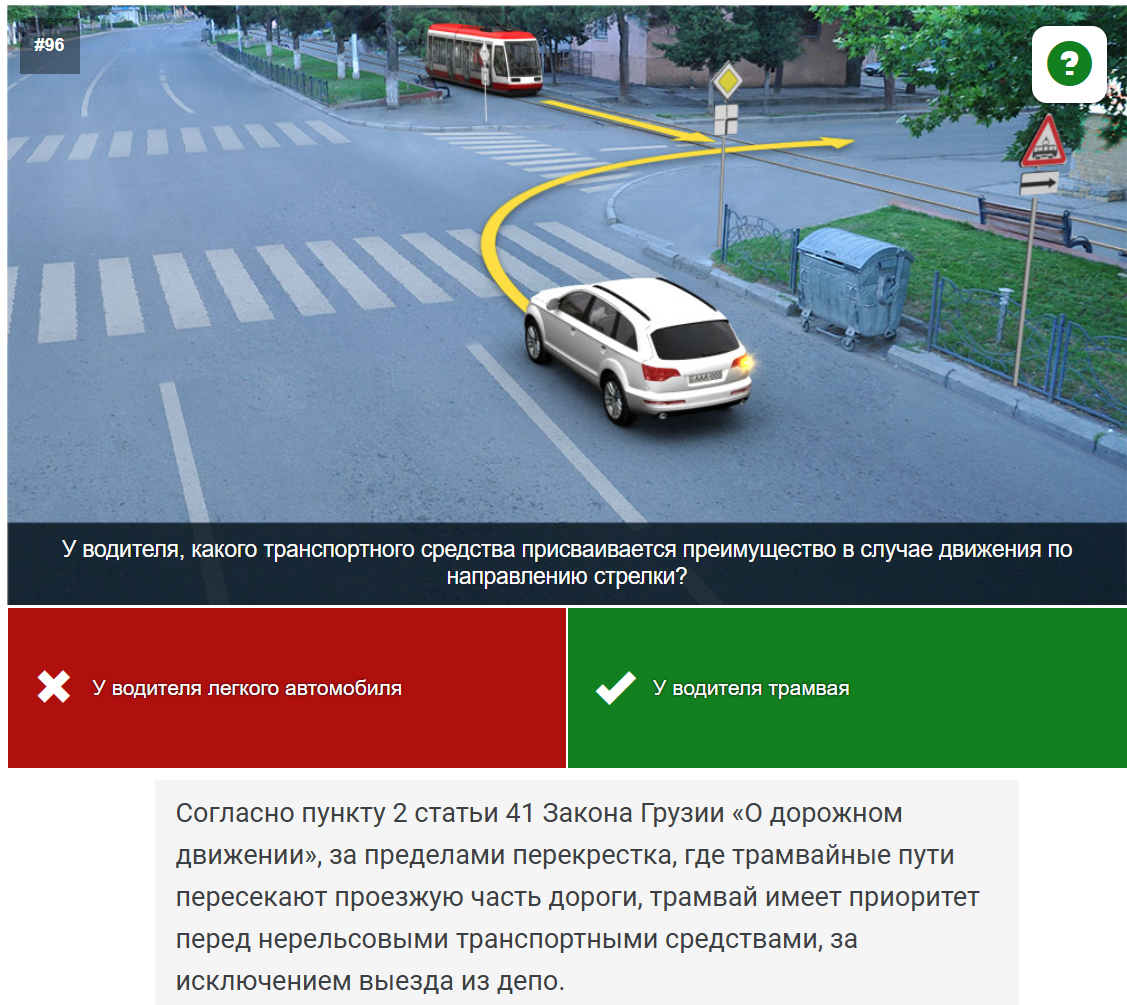 #96
?
У водителя, какого транспортного средства присваивается преимущество в случае движения по
направлению стрелки?
У водителя легкого автомобиля
У водителя трамвая
Согласно пункту 2 статьи 41 Закона Грузии «О дорожном
движении», за пределами перекрестка, где трамвайные пути
пересекают проезжую часть дороги, трамвай имеет приоритет
перед нерельсовыми транспортными средствами, за
исключением выезда из депо.